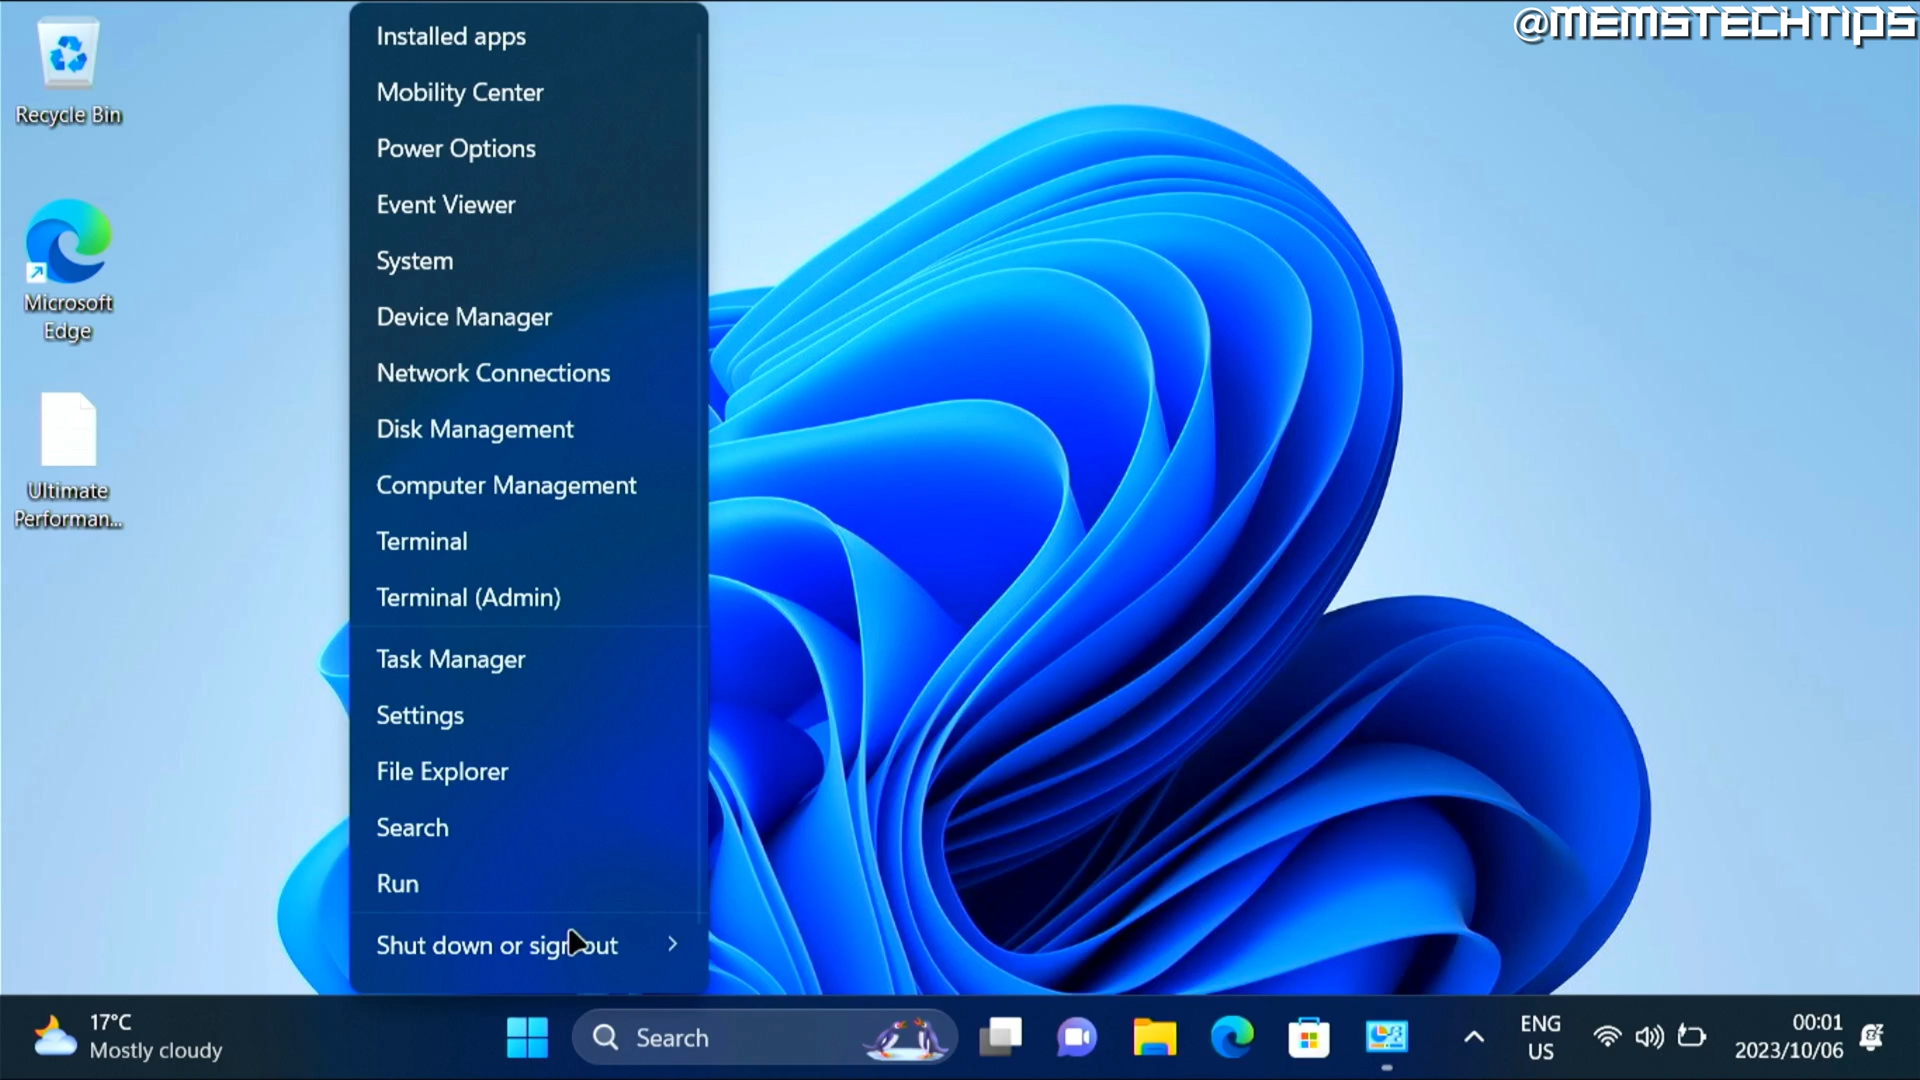 @MEMSTECHTIPS
Recycle Bin
Microsoft
Edge
Ultimate
Performan...
Installed apps
Mobility Center
Power Options
Event Viewer
System
Device Manager
Network Connections
Disk Management
Computer Management
Terminal
Terminal (Admin)
Task Manager
Settings
File Explorer
Search
Run
Shut down or sign out
17°C
Mostly cloudy
Search
ENG
US
00:01
2023/10/06